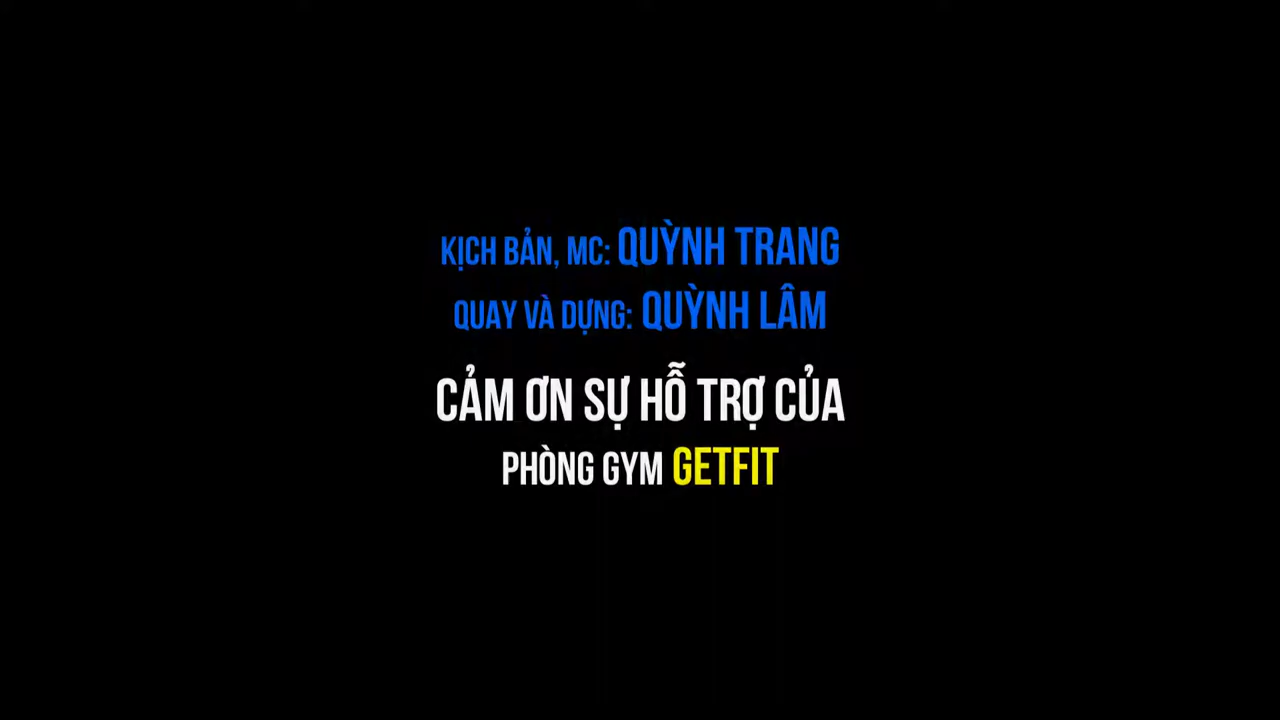 KỊCH BẢN, MC: QUỲNH TRANG
QUAY VÀ DỰNG: QUỲNH LÂM
CẢM ƠN SỰ HỖ TRỢ CỦA
PHÒNG GYM GETFIT